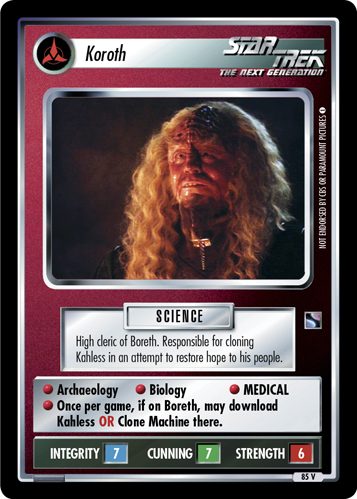 Koroth
STAR TREK
THE NEXT GENERATION
NOT ENDORSED BY CBS OR PARAMOUNT PICTURES
SCIENCE
High cleric of Boreth. Responsible for cloning
Kahless in an attempt to restore hope to his people.
Archaeology Biology MEDICAL
Once per game, if on Boreth, may download
Kahless OR Clone Machine there.
INTEGRITY 7 CUNNING 7 STRENGTH 6
85 V